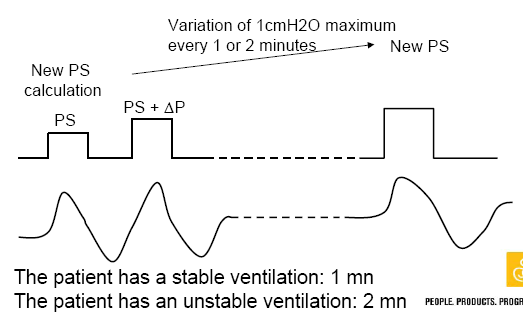 Variation of 1cmH2O maximum
every 1 or 2 minutes
New PS
New PS
calculation
PS
PS + ΔP
The patient has a stable ventilation: 1 mn
The patient has an unstable ventilation: 2 mn
PEOPLE. PRODUCTS. PROGR